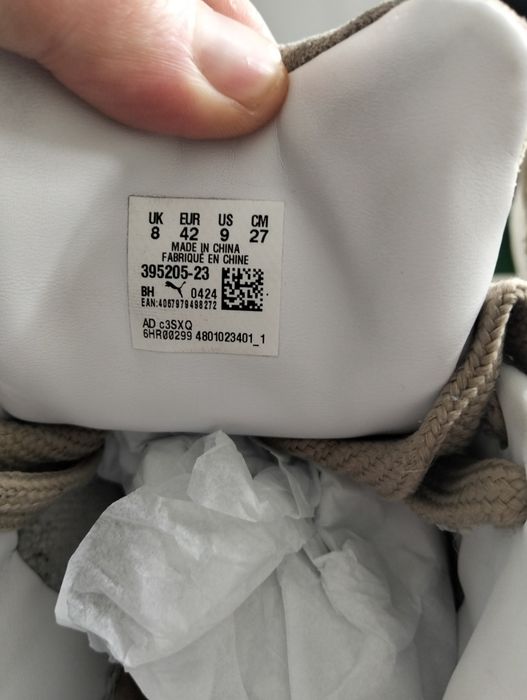 UK EUR US CM
8 42 9 27
MADE IN CHINA
FABRIQUÉ EN CHINE
395205-23
BH 0424
EAN:4067979498272
AD c3SXQ
6HR00299 4801023401_1